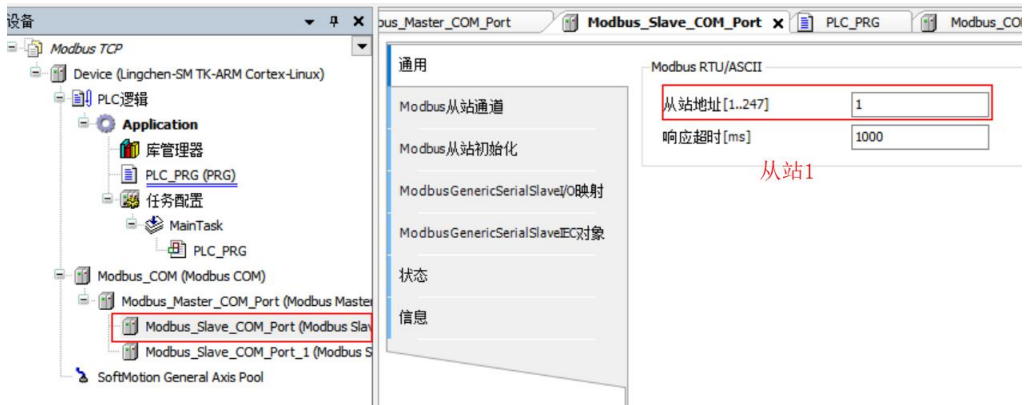 设备
Modbus TCP
Device (Lingchen-SM TK-ARM Cortex-Linux)
PLC逻辑
Application
库管理器
PLC_PRG (PRG)
任务配置
MainTask
PLC_PRG
Modbus_COM (Modbus COM)
Modbus_Master_COM_Port (Modbus Master
Modbus_Slave_COM_Port (Modbus Slav
Modbus_Slave_COM_Port_1 (Modbus S
SoftMotion General Axis Pool
ous_Master_COM_Port
Modbus_Slave_COM_Port
PLC_PRG
Modbus_CO
通用
Modbus从站通道
Modbus从站初始化
ModbusGenericSerialSlaveI/O映射
ModbusGenericSerialSlaveIEC对象
状态
信息
Modbus RTU/ASCII
从站地址[1..247] 1
响应超时[ms] 1000
从站1